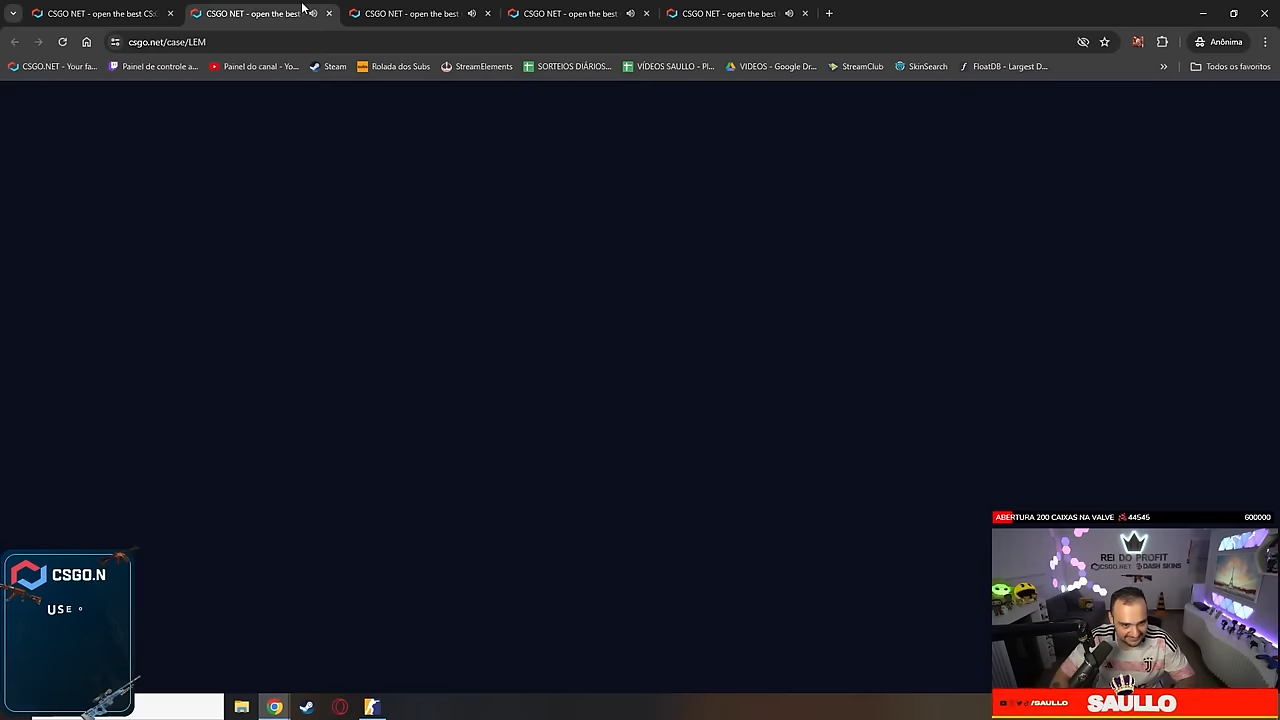 CSGO NET - open the best CS:
CSGO NET - open the best
CSGO NET - open the best
CSGO NET - open the best
CSGO NET - open the best
csgo.net/case/LEM
Anônima
CSGO.NET - Your fa...
Painel de controle a...
Painel do canal - Yo...
Steam
Rolada dos Subs
StreamElements
SORTEIOS DIÁRIOS...
VÍDEOS SAULLO - Pl...
VIDEOS - Google Dr...
StreamClub
SkinSearch
FloatDB - Largest D...
Todos os favoritos
ABERTURA 200 CAIXAS NA VALVE 44545 600000
REI DO PROFIT
CSGO.NET DASH SKINS
CSGO.N
USE
/SAULLO
SAULLO